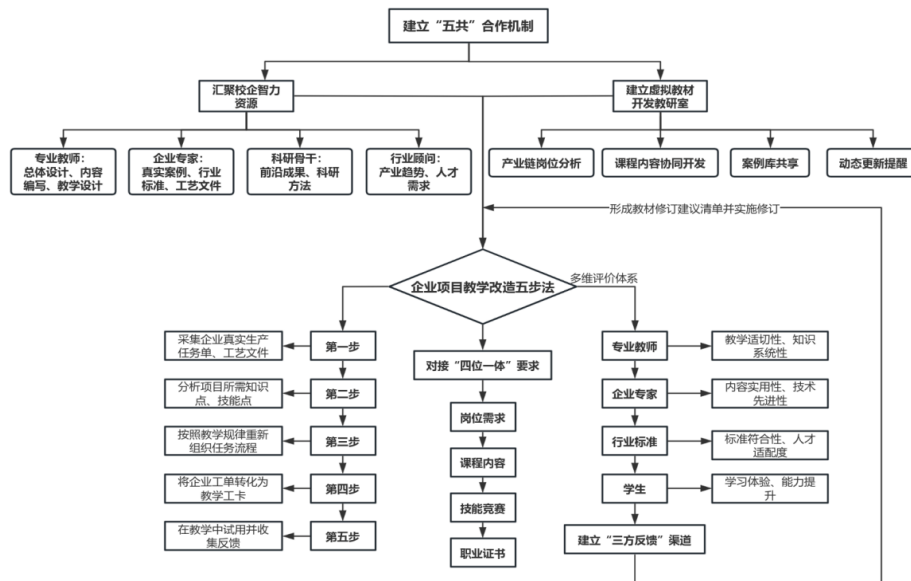 建立“五共”合作机制
汇聚校企智力
资源
建立虚拟教材
开发教研室
专业教师：
总体设计、内容
编写、教学设计
企业专家：
真实案例、行业
标准、工艺文件
科研骨干：
前沿成果、科研
方法
行业顾问：
产业趋势、人才
需求
产业链岗位分析
课程内容协同开发
案例库共享
动态更新提醒
形成教材修订建议清单并实施修订
企业项目教学改造五步法
多维评价体系
采集企业真实生产
任务单、工艺文件
第一步
分析项目所需知识
点、技能点
第二步
按照教学规律重新
组织任务流程
第三步
将企业工单转化为
教学工卡
第四步
在教学中试用并收
集反馈
第五步
对接“四位一体”要求
岗位需求
课程内容
技能竞赛
职业证书
专业教师
教学适切性、知识
系统性
企业专家
内容实用性、技术
先进性
行业标准
标准符合性、人才
适配度
学生
学习体验、能力提
升
建立“三方反馈”渠道